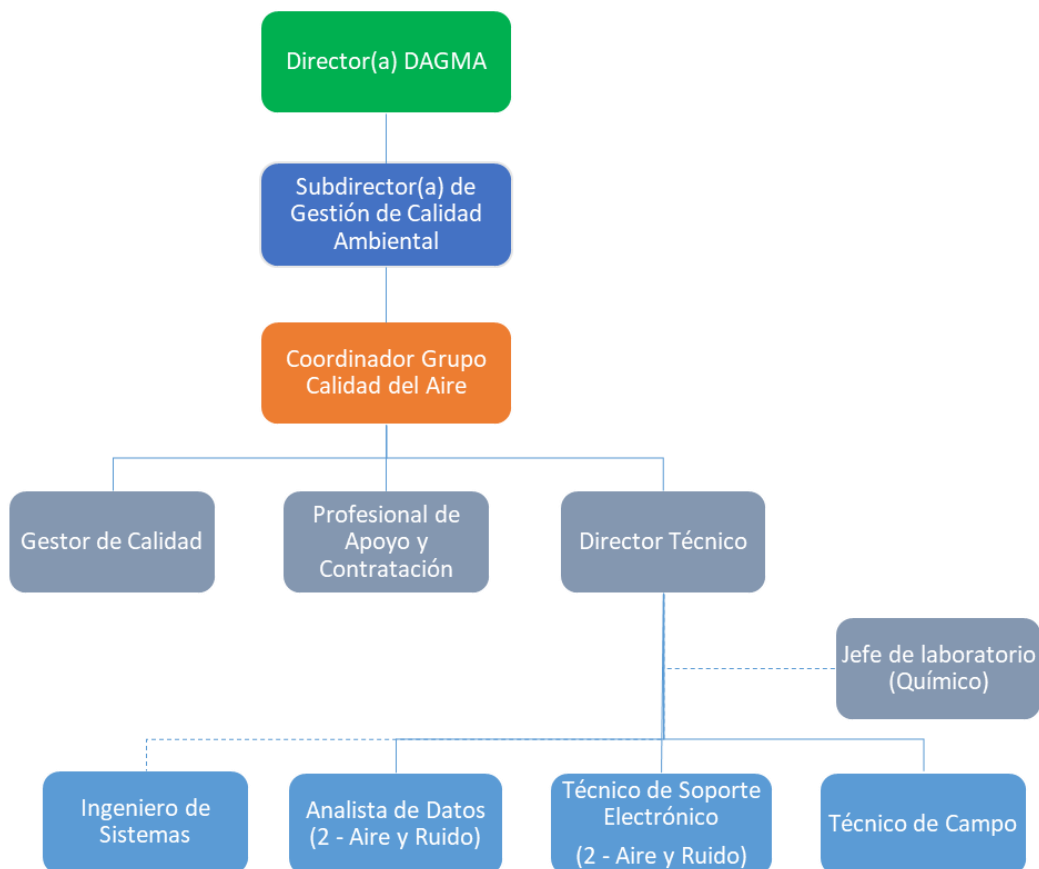 Director(a) DAGMA
Subdirector(a) de
Gestión de Calidad
Ambiental
Coordinador Grupo
Calidad del Aire
Gestor de Calidad
Profesional de
Apoyo y
Contratación
Director Técnico
Jefe de laboratorio
(Químico)
Ingeniero de
Sistemas
Analista de Datos
(2 - Aire y Ruido)
Técnico de Soporte
Electrónico
(2 - Aire y Ruido)
Técnico de Campo